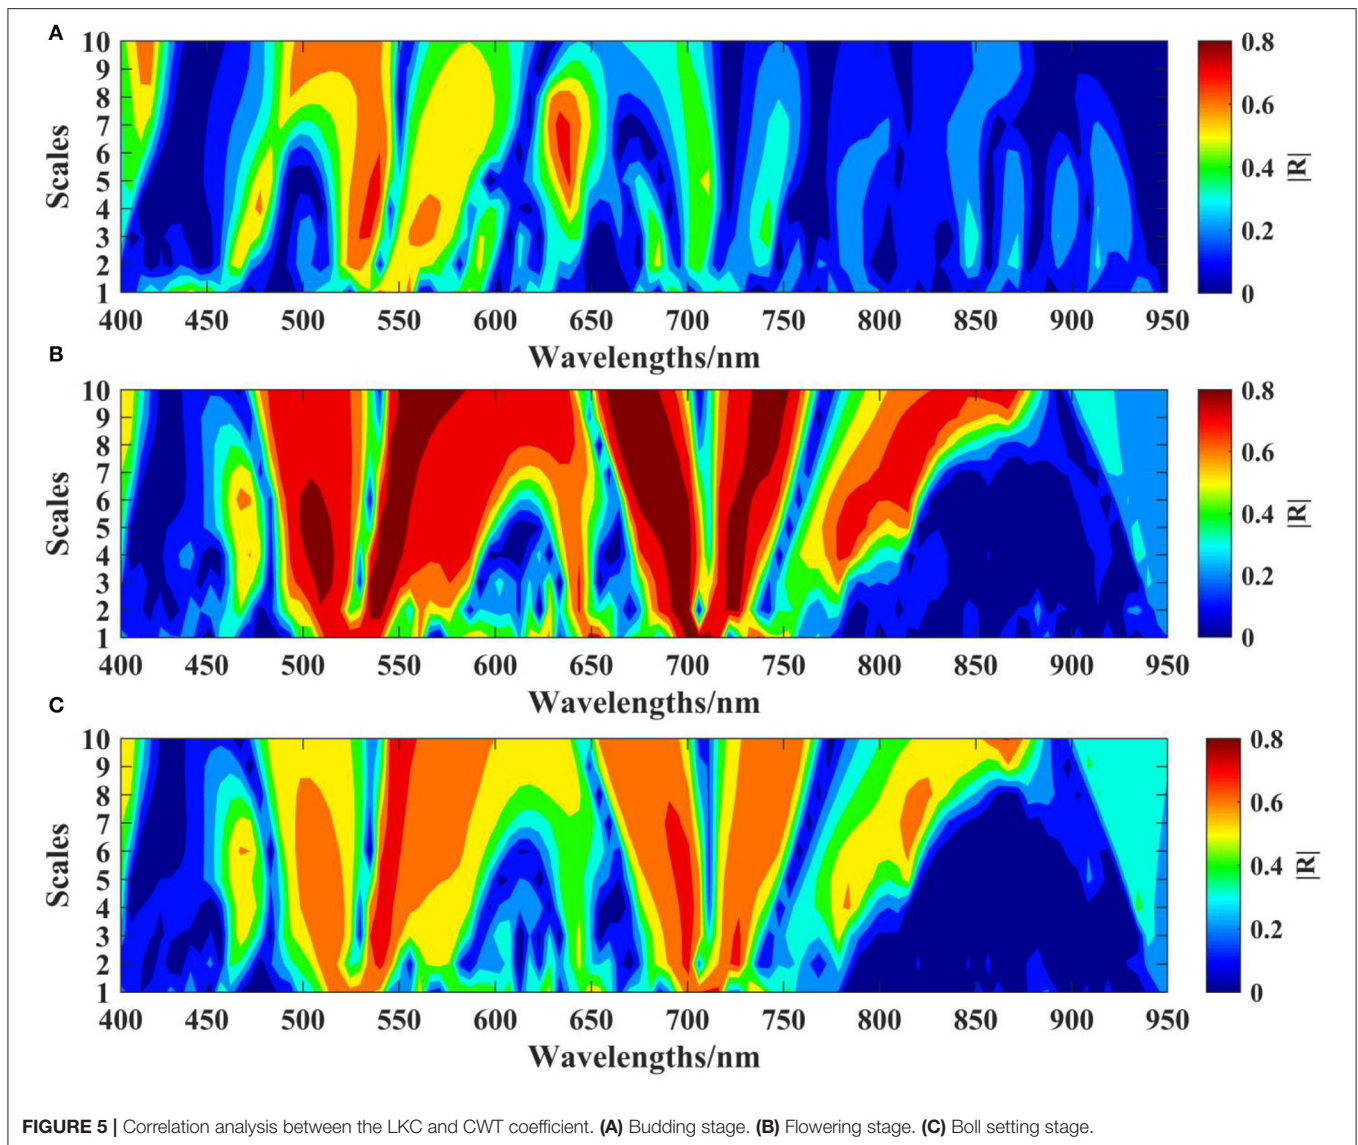 A
10
9
8
7
6
5
4
3
2
1
Scales
400 450 500 550 600 650 700 750 800 850 900 950
Wavelengths/nm
0.8
0.6
0.4
0.2
0
|R|
B
10
9
8
7
6
5
4
3
2
1
Scales
400 450 500 550 600 650 700 750 800 850 900 950
Wavelengths/nm
0.8
0.6
0.4
0.2
0
|R|
C
10
9
8
7
6
5
4
3
2
1
Scales
400 450 500 550 600 650 700 750 800 850 900 950
Wavelengths/nm
0.8
0.6
0.4
0.2
0
|R|
FIGURE 5 | Correlation analysis between the LKC and CWT coefficient. (A) Budding stage. (B) Flowering stage. (C) Boll setting stage.